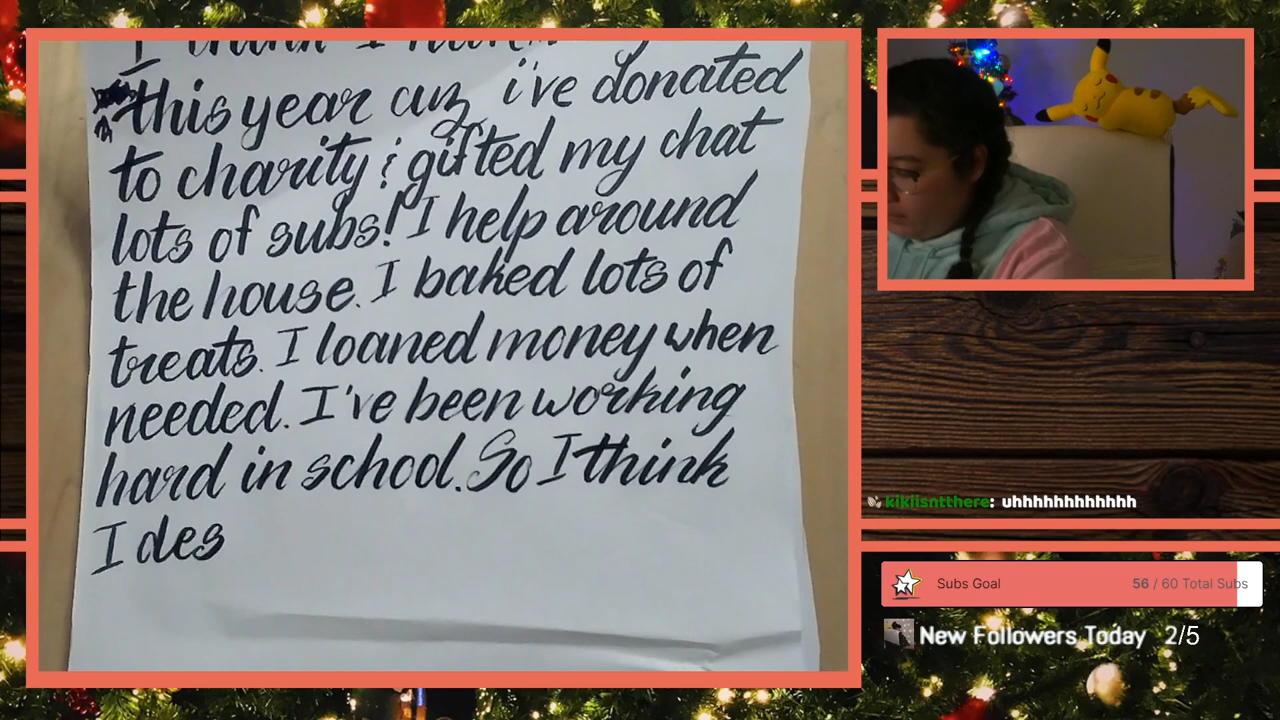 I think I
this year cuz i've donated
to charity & gifted my chat
lots of subs! I help around
the house. I baked lots of
treats. I loaned money when
needed. I've been working
hard in school. So I think
I des
kikiisntthere: uhhhhhhhhhhhh
Subs Goal 56 / 60 Total Subs
New Followers Today 2/5